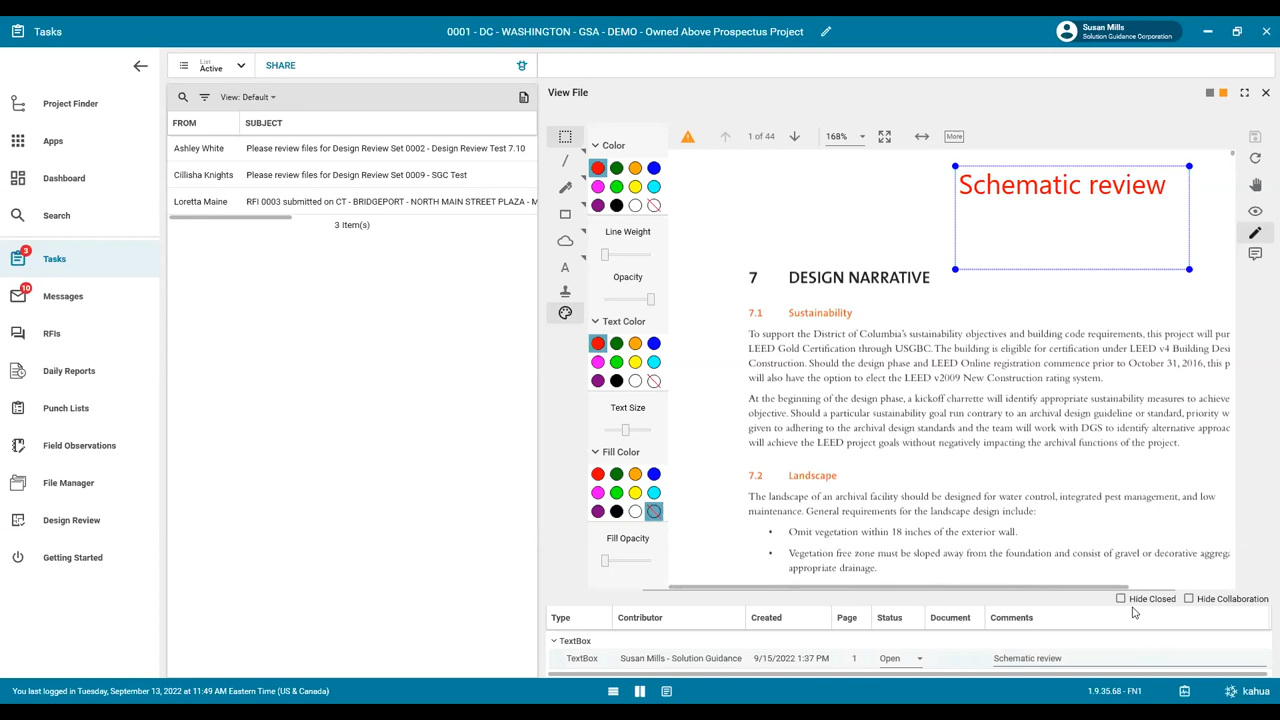 Tasks
0001 - DC - WASHINGTON - GSA - DEMO - Owned Above Prospectus Project
Susan Mills
Solution Guidance Corporation
List
Active
SHARE
Project Finder
Apps
Dashboard
Search
3
Tasks
10
Messages
RFIs
Daily Reports
Punch Lists
Field Observations
File Manager
Design Review
Getting Started
View: Default
FROM SUBJECT
Ashley White Please review files for Design Review Set 0002 - Design Review Test 7.10
Cillisha Knights Please review files for Design Review Set 0009 - SGC Test
Loretta Maine RFI 0003 submitted on CT - BRIDGEPORT - NORTH MAIN STREET PLAZA - M
3 Item(s)
View File
1 of 44 168% More
Color
Line Weight
Opacity
Text Color
Text Size
Fill Color
Fill Opacity
A
Schematic review
7 DESIGN NARRATIVE
7.1 Sustainability
To support the District of Columbia's sustainability objectives and building code requirements, this project will pur
LEED Gold Certification through USGBC. The building is eligible for certification under LEED v4 Building Desi
Construction. Should the design phase and LEED Online registration commence prior to October 31, 2016, this p
will also have the option to elect the LEED v2009 New Construction rating system.
At the beginning of the design phase, a kickoff charrette will identify appropriate sustainability measures to achieve
objective. Should a particular sustainability goal run contrary to an archival design guideline or standard, priority w
given to adhering to the archival design standards and the team will work with DGS to identify alternative approac
will achieve the LEED project goals without negatively impacting the archival functions of the project.
7.2 Landscape
The landscape of an archival facility should be designed for water control, integrated pest management, and low
maintenance. General requirements for the landscape design include:
• Omit vegetation within 18 inches of the exterior wall.
• Vegetation free zone must be sloped away from the foundation and consist of gravel or decorative aggreg
appropriate drainage.
Hide Closed Hide Collaboration
Type Contributor Created Page Status Document Comments
TextBox
TextBox Susan Mills - Solution Guidance 9/15/2022 1:37 PM 1 Open Schematic review
You last logged in Tuesday, September 13, 2022 at 11:49 AM Eastern Time (US & Canada)
1.9.35.68 - FN1
kahua